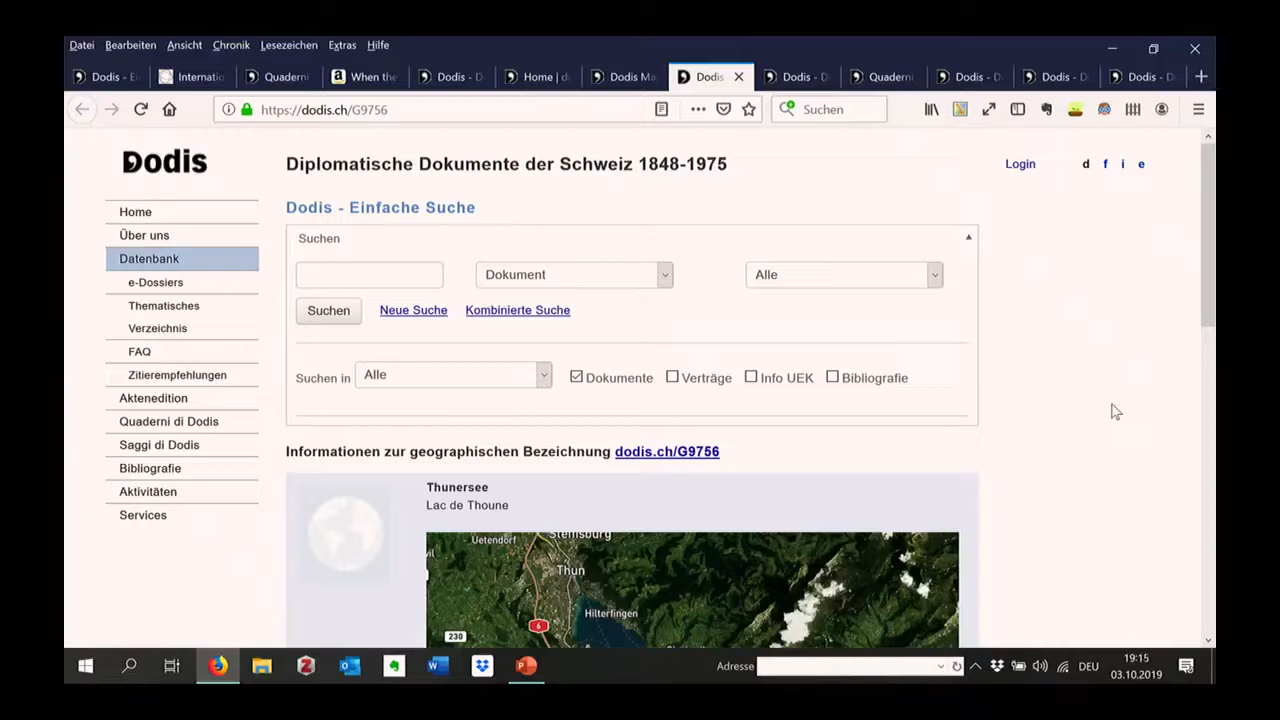 Datei Bearbeiten Ansicht Chronik Lesezeichen Extras Hilfe
Dodis - E Internatio Quaderni When the Dodis - D Home | d Dodis Ma Dodis Dodis - D Quaderni Dodis - D Dodis - D Dodis - D
https://dodis.ch/G9756 Suchen
Dodis
Diplomatische Dokumente der Schweiz 1848-1975
Login d f i e
Home
Über uns
Datenbank
e-Dossiers
Thematisches
Verzeichnis
FAQ
Zitierempfehlungen
Aktenedition
Quaderni di Dodis
Saggi di Dodis
Bibliografie
Aktivitäten
Services
Dodis - Einfache Suche
Suchen
Dokument Alle
Suchen Neue Suche Kombinierte Suche
Suchen in Alle Dokumente Verträge Info UEK Bibliografie
Informationen zur geographischen Bezeichnung dodis.ch/G9756
Thunersee
Lac de Thoune
Uetendorf
Thun
Hilterfingen
6
230
Adresse DEU 19:15
03.10.2019